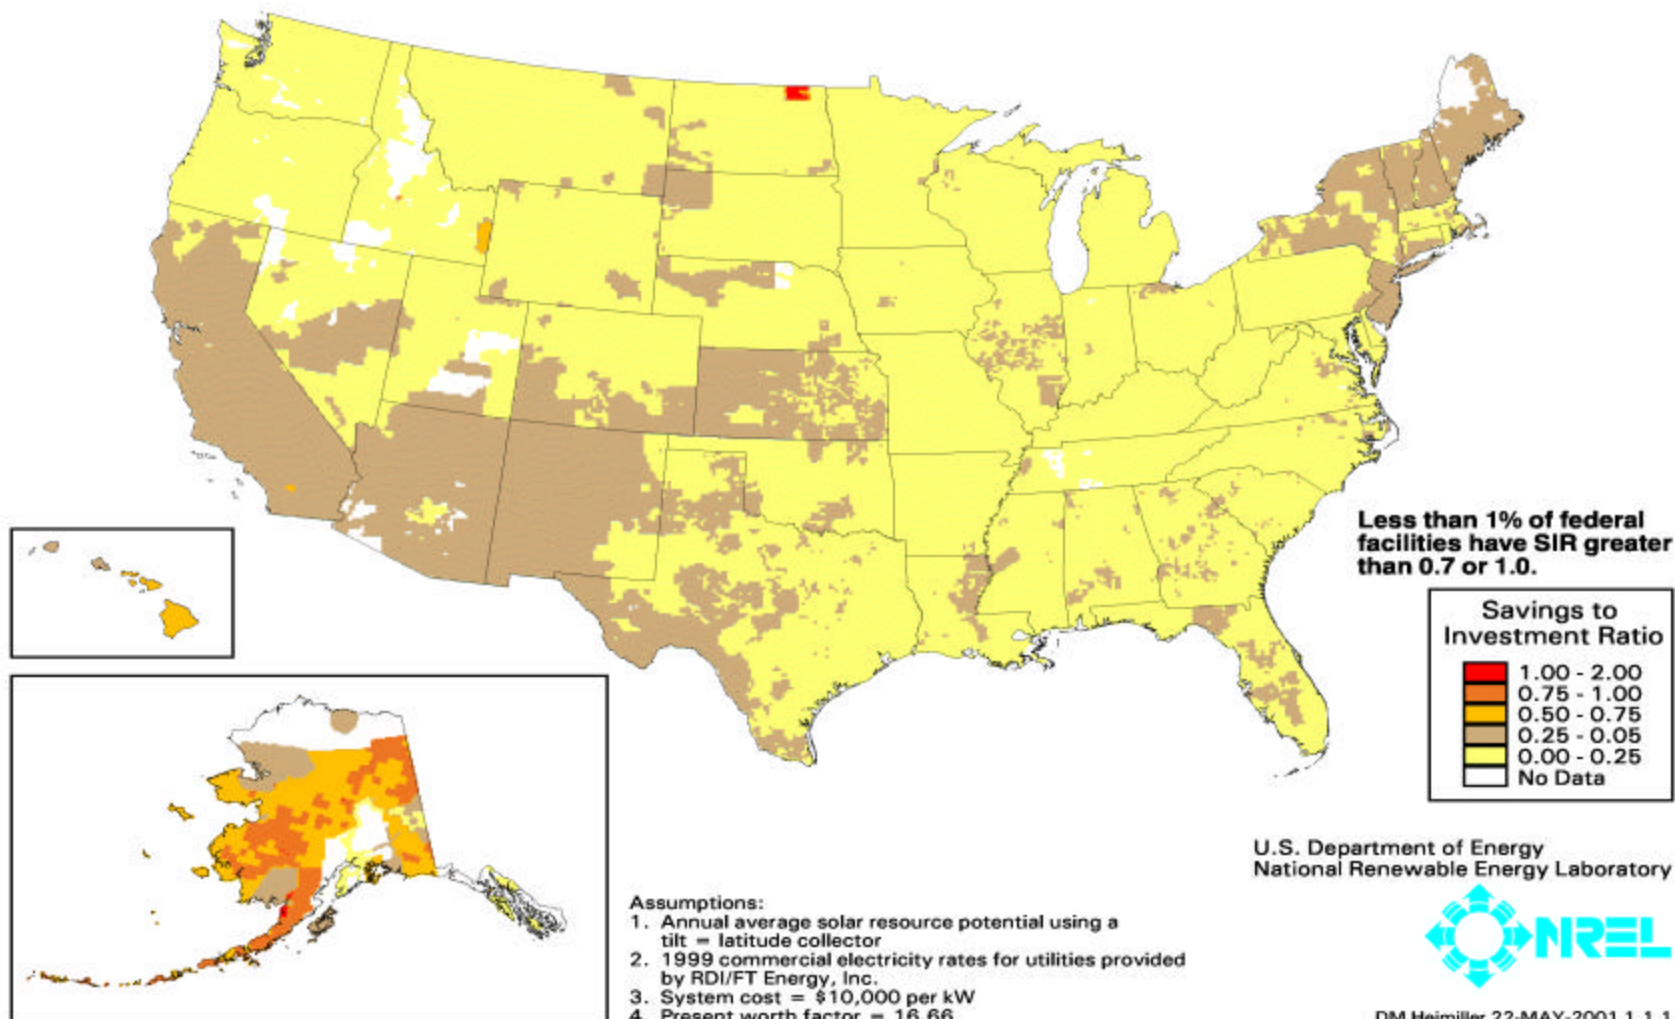 Less than 1% of federal
facilities have SIR greater
than 0.7 or 1.0.
Savings to
Investment Ratio
1.00 - 2.00
0.75 - 1.00
0.50 - 0.75
0.25 - 0.05
0.00 - 0.25
No Data
U.S. Department of Energy
National Renewable Energy Laboratory
NREL
Assumptions:
1. Annual average solar resource potential using a
tilt = latitude collector
2. 1999 commercial electricity rates for utilities provided
by RDI/FT Energy, Inc.
3. System cost = $10,000 per kW
4. Present worth factor = 16.66
DM Heimiller 22-MAY-2001 1.1.1